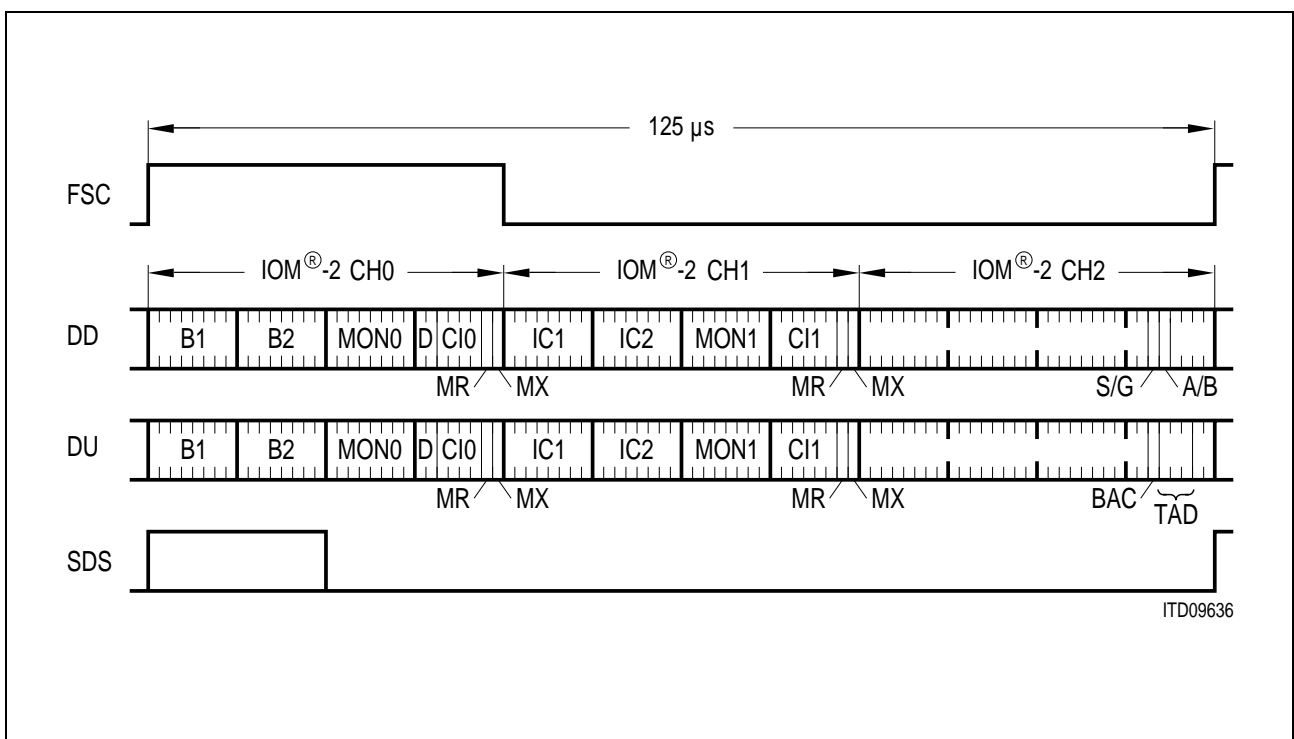 125 µs
FSC
IOM®-2 CH0 IOM®-2 CH1 IOM®-2 CH2
DD B1 B2 MON0 D CI0 IC1 IC2 MON1 CI1
MR MX MR MX S/G A/B
DU B1 B2 MON0 D CI0 IC1 IC2 MON1 CI1
MR MX MR MX BAC TAD
SDS
ITD09636